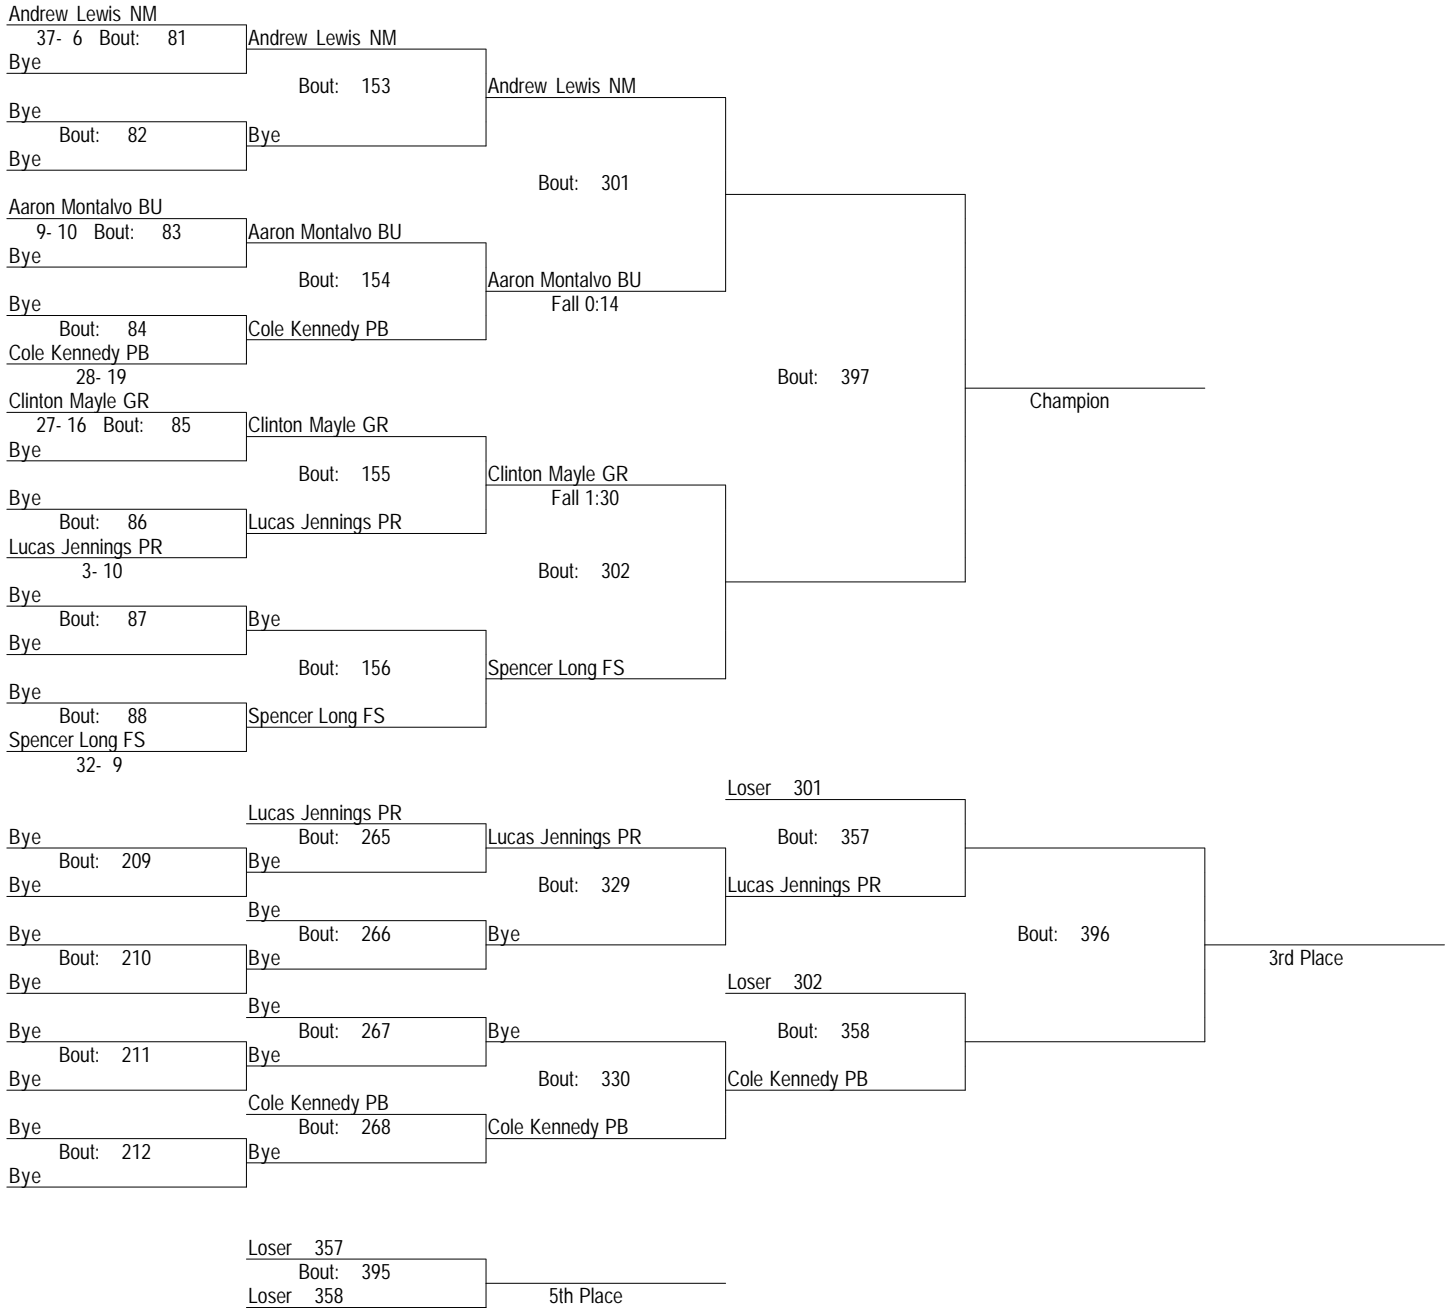 Andrew Lewis NM
37- 6 Bout: 81 Andrew Lewis NM
Bye
Bout: 153 Andrew Lewis NM
Bye
Bout: 82 Bye
Bye
Bout: 301
Aaron Montalvo BU
9- 10 Bout: 83 Aaron Montalvo BU
Bye
Bout: 154 Aaron Montalvo BU
Bye Fall 0:14
Bout: 84 Cole Kennedy PB
Cole Kennedy PB
28- 19 Bout: 397
Clinton Mayle GR Champion
27- 16 Bout: 85 Clinton Mayle GR
Bye
Bout: 155 Clinton Mayle GR
Bye Fall 1:30
Bout: 86 Lucas Jennings PR
Lucas Jennings PR
3- 10 Bout: 302
Bye
Bout: 87 Bye
Bye
Bout: 156 Spencer Long FS
Bye
Bout: 88 Spencer Long FS
Spencer Long FS
32- 9
Loser 301
Lucas Jennings PR
Bye Bout: 265 Lucas Jennings PR Bout: 357
Bout: 209 Bye
Bye Bout: 329 Lucas Jennings PR
Bye
Bye Bout: 266 Bye Bout: 396
Bout: 210 Bye 3rd Place
Bye Loser 302
Bye
Bye Bout: 267 Bye Bout: 358
Bout: 211 Bye
Bye Bout: 330 Cole Kennedy PB
Cole Kennedy PB
Bye Bout: 268 Cole Kennedy PB
Bout: 212 Bye
Bye
Loser 357
Bout: 395
Loser 358 5th Place